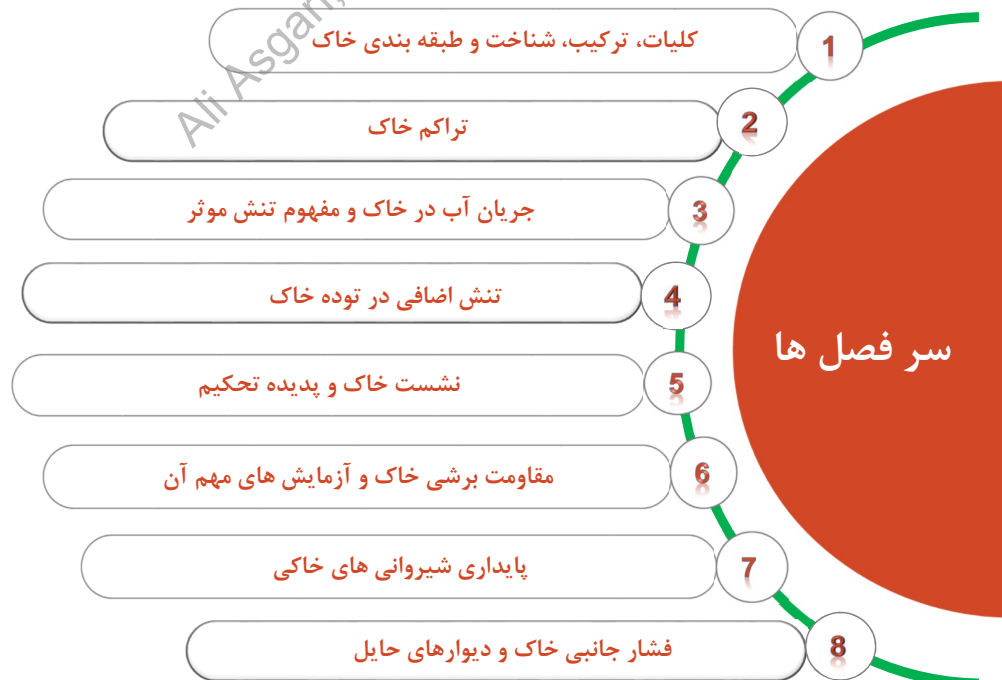 سر فصل ها
1 کلیات، ترکیب، شناخت و طبقه بندی خاک
2 تراکم خاک
3 جریان آب در خاک و مفهوم تنش موثر
4 تنش اضافی در توده خاک
5 نشست خاک و پدیده تحکیم
6 مقاومت برشی خاک و آزمایش های مهم آن
7 پایداری شیروانی های خاکی
8 فشار جانبی خاک و دیوارهای حایل
Ali